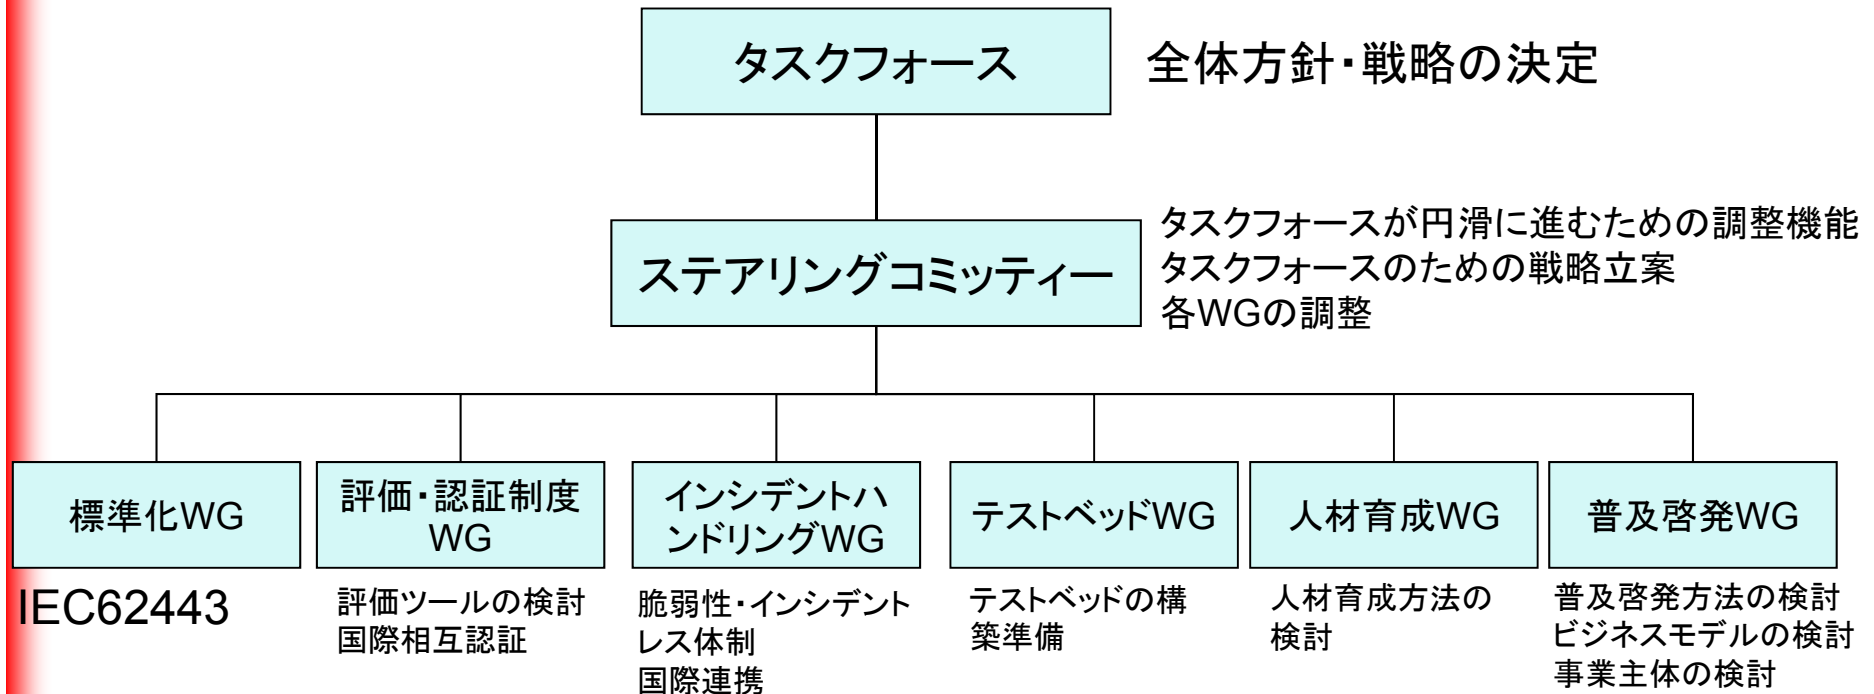 タスクフォース
全体方針・戦略の決定
ステアリングコミッティー
タスクフォースが円滑に進むための調整機能
タスクフォースのための戦略立案
各WGの調整
標準化WG
IEC62443
評価・認証制度
WG
評価ツールの検討
国際相互認証
インシデントハ
ンドリングWG
脆弱性・インシデント
レス体制
国際連携
テストベッドWG
テストベッドの構
築準備
人材育成WG
人材育成方法の
検討
普及啓発WG
普及啓発方法の検討
ビジネスモデルの検討
事業主体の検討